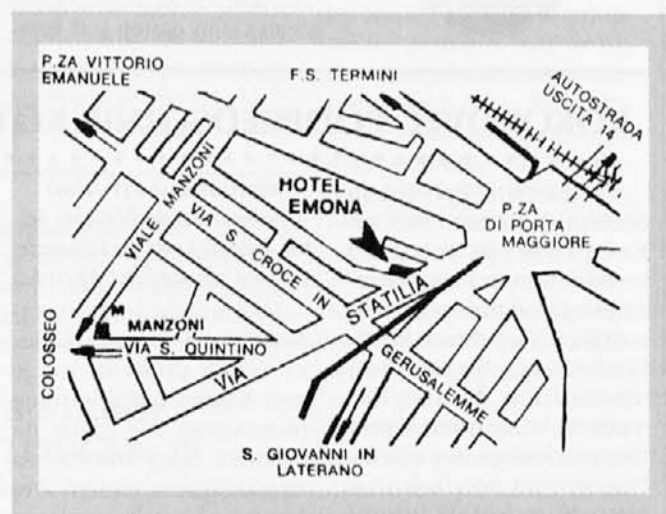 P.ZA VITTORIO
EMANUELE
F.S. TERMINI
AUTOSTRADA
USCITA 14
VIALE MANZONI
HOTEL
EMONA
P.ZA
DI PORTA
MAGGIORE
VIA S. CROCE IN
GERUSALEMME
VIA STATILIA
M
MANZONI
VIA S. QUINTINO
COLOSSEO
S. GIOVANNI IN
LATERANO